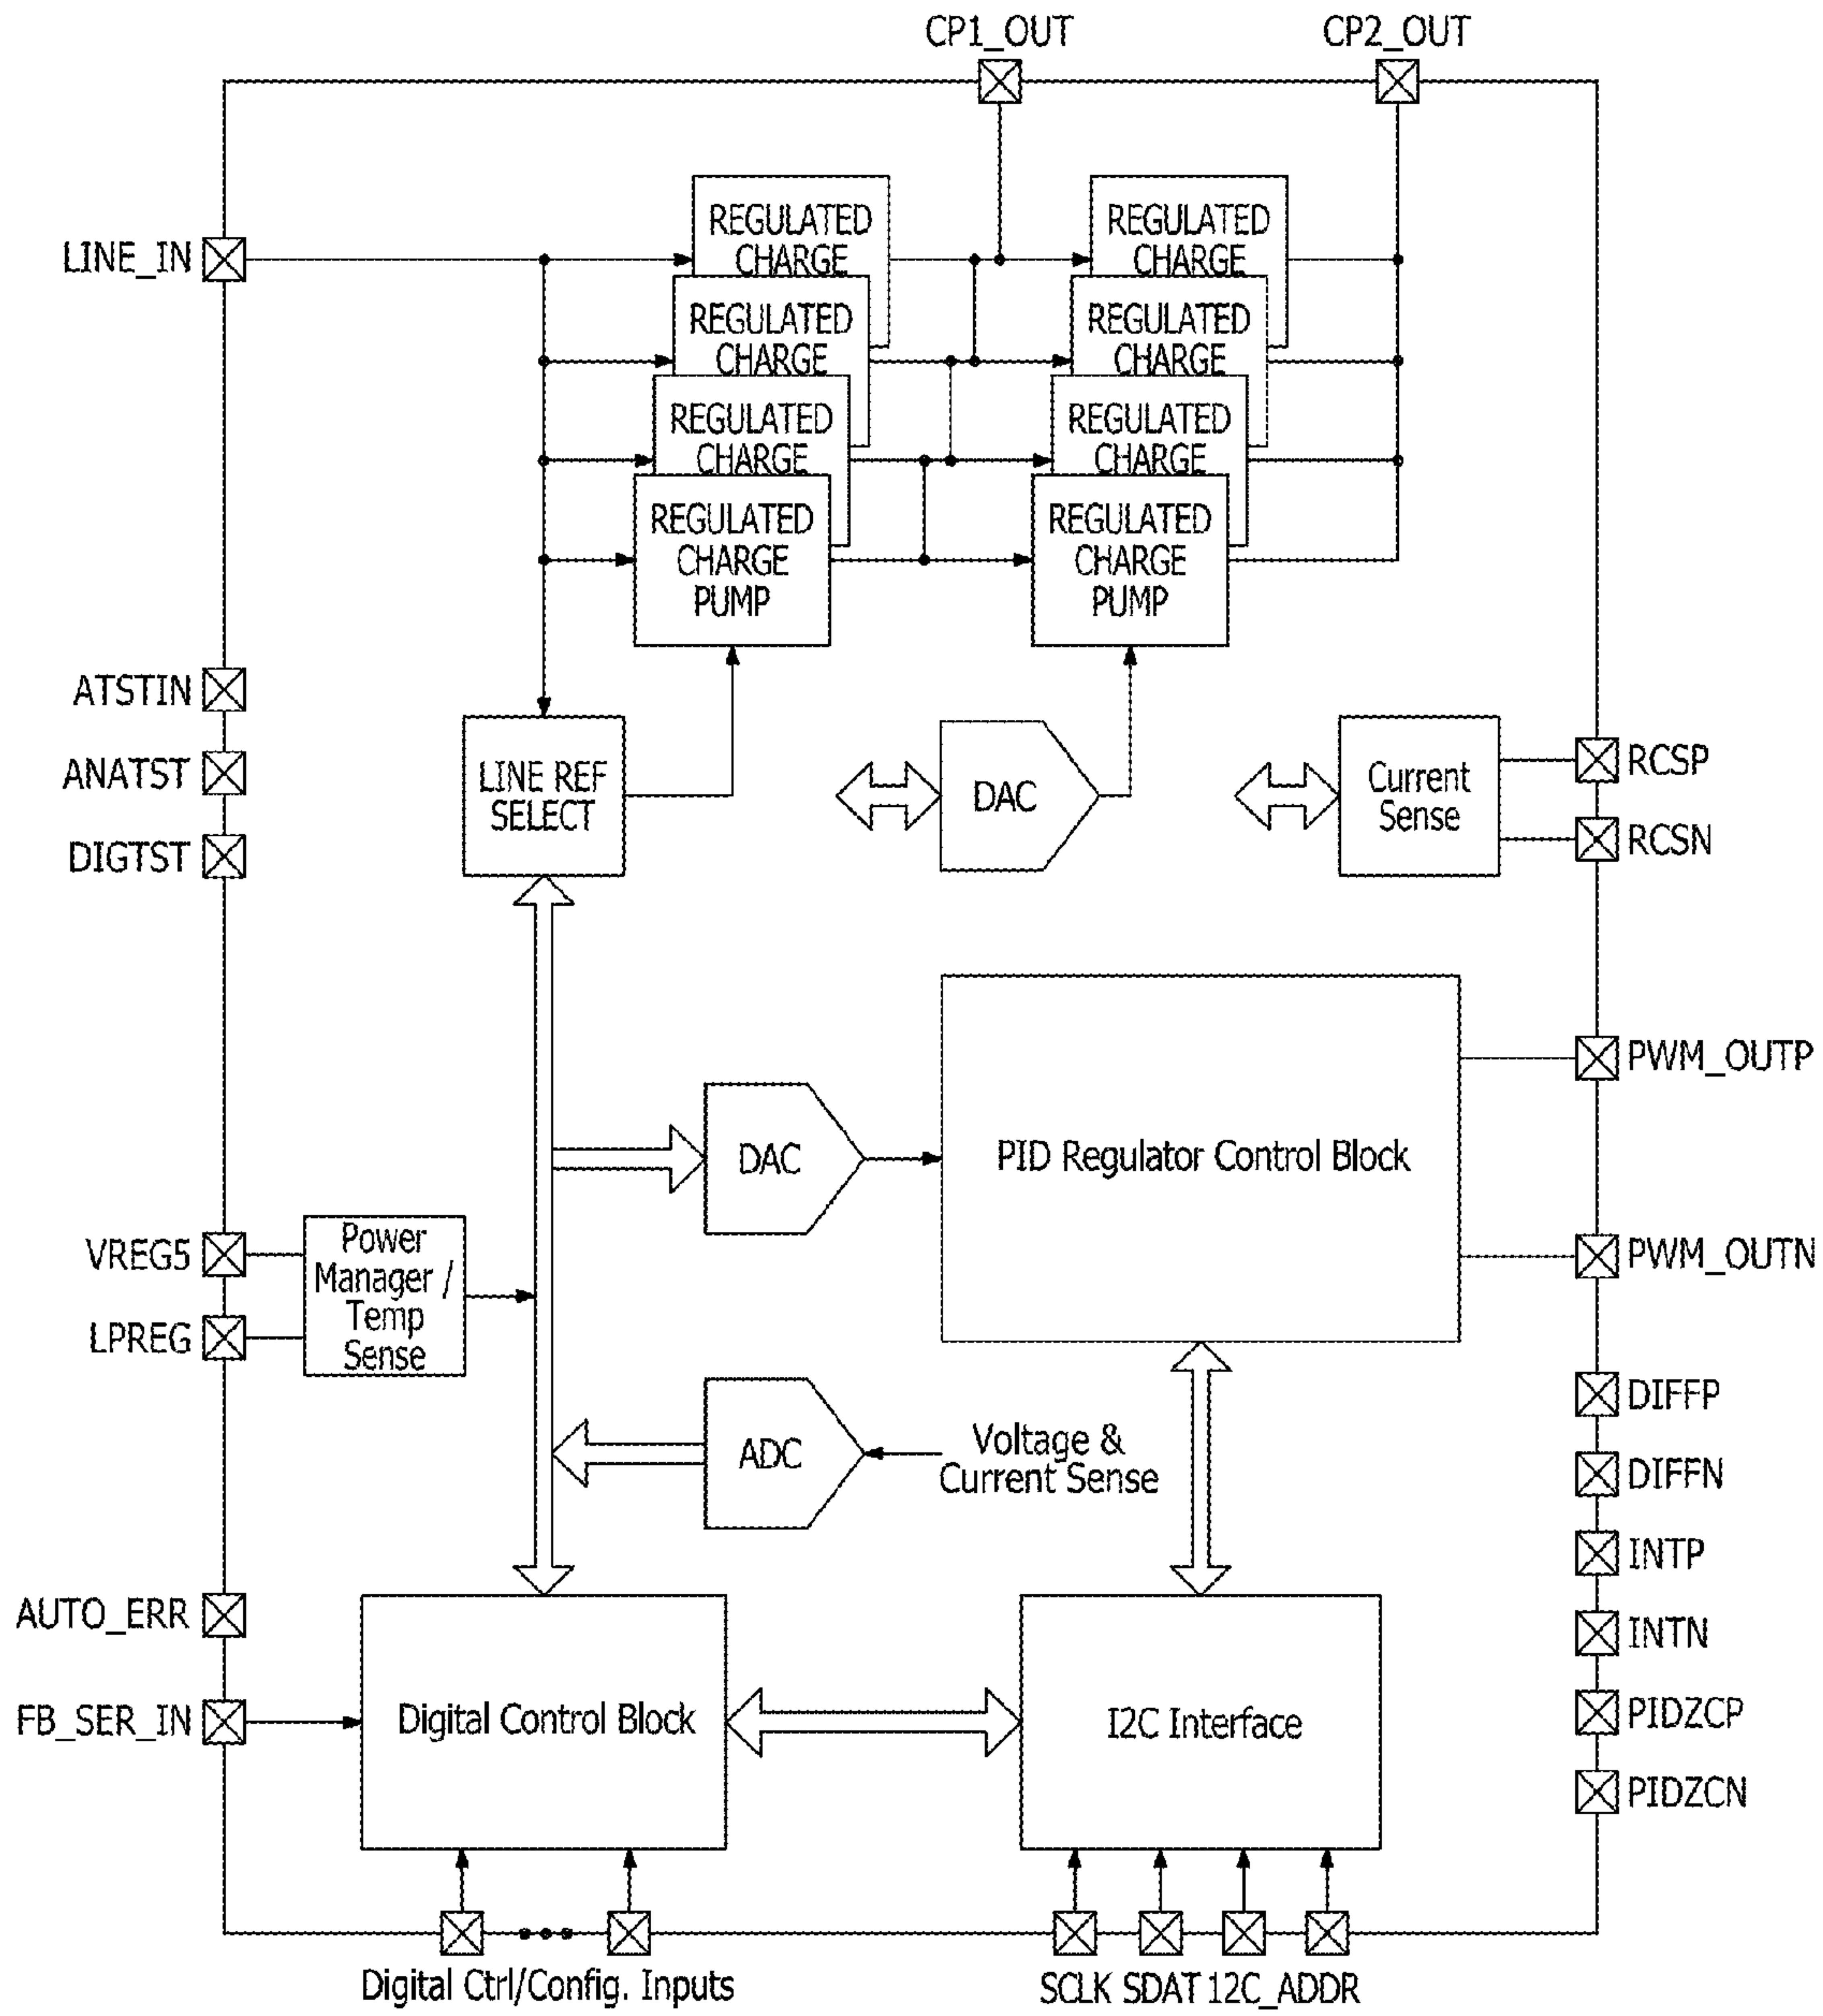 CP1_OUT
CP2_OUT
LINE_IN
REGULATED
CHARGE
REGULATED
CHARGE
REGULATED
CHARGE
REGULATED
CHARGE
PUMP
REGULATED
CHARGE
REGULATED
CHARGE
REGULATED
CHARGE
REGULATED
CHARGE
PUMP
ATSTIN
ANATST
DIGTST
LINE REF
SELECT
DAC
Current
Sense
RCSP
RCSN
DAC
PID Regulator Control Block
PWM_OUTP
PWM_OUTN
VREG5
LPREG
Power
Manager /
Temp
Sense
ADC
Voltage &
Current Sense
DIFFP
DIFFN
INTP
INTN
PIDZCP
PIDZCN
AUTO_ERR
FB_SER_IN
Digital Control Block
I2C Interface
Digital Ctrl/Config. Inputs
SCLK SDAT 12C_ADDR